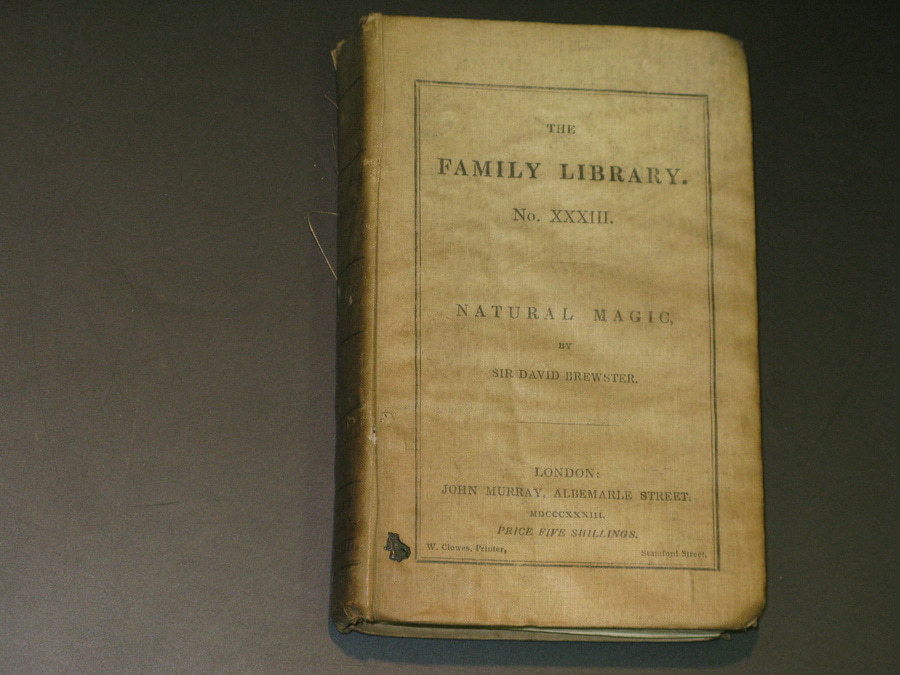 THE
FAMILY LIBRARY.
No. XXXIII.
NATURAL MAGIC,
BY
SIR DAVID BREWSTER.
LONDON:
JOHN MURRAY, ALBEMARLE STREET.
MDCCCXXXIII.
PRICE FIVE SHILLINGS.
W. Clowes, Printer,
Stamford Street.